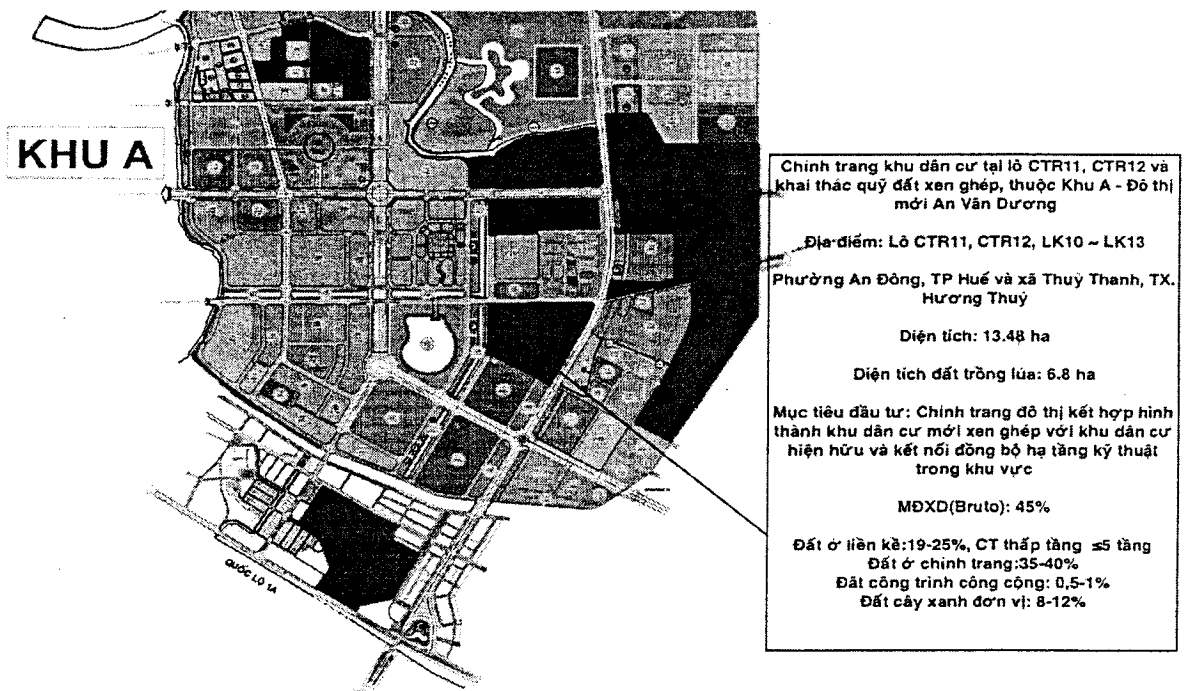 KHU A
Chỉnh trang khu dân cư tại lô CTR11, CTR12 và
khai thác quỹ đất xen ghép, thuộc Khu A - Đô thị
mới An Vân Dương
Địa điểm: Lô CTR11, CTR12, LK10 ~ LK13
Phường An Đông, TP Huế và xã Thuỷ Thanh, TX.
Hương Thuỷ
Diện tích: 13.48 ha
Diện tích đất trồng lúa: 6.8 ha
Mục tiêu đầu tư: Chỉnh trang đô thị kết hợp hình
thành khu dân cư mới xen ghép với khu dân cư
hiện hữu và kết nối đồng bộ hạ tầng kỹ thuật
trong khu vực
MĐXD(Bruto): 45%
Đất ở liền kề:19-25%, CT thấp tầng ≤5 tầng
Đất ở chỉnh trang:35-40%
Đất công trình công cộng: 0,5-1%
Đất cây xanh đơn vị: 8-12%
QUỐC LỘ 1A